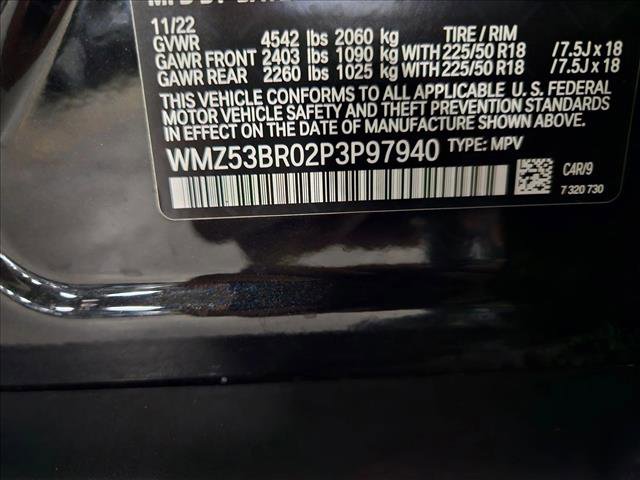 11/22
GVWR 4542 lbs 2060 kg TIRE / RIM
GAWR FRONT 2403 lbs 1090 kg WITH 225/50 R18 /7.5J x 18
GAWR REAR 2260 lbs 1025 kg WITH 225/50 R18 /7.5J x 18
THIS VEHICLE CONFORMS TO ALL APPLICABLE U. S. FEDERAL
MOTOR VEHICLE SAFETY AND THEFT PREVENTION STANDARDS
IN EFFECT ON THE DATE OF MANUFACTURE SHOWN ABOVE.
WMZ53BR02P3P97940 TYPE: MPV
C4R/9
7 320 730